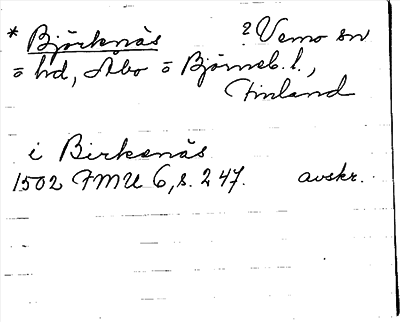 * Björknäs ? Vemo sn
ö hd, Åbo ö Björneb. l.,
Finland
i Birkenäs
1502 FMU 6, s. 247. avskr.